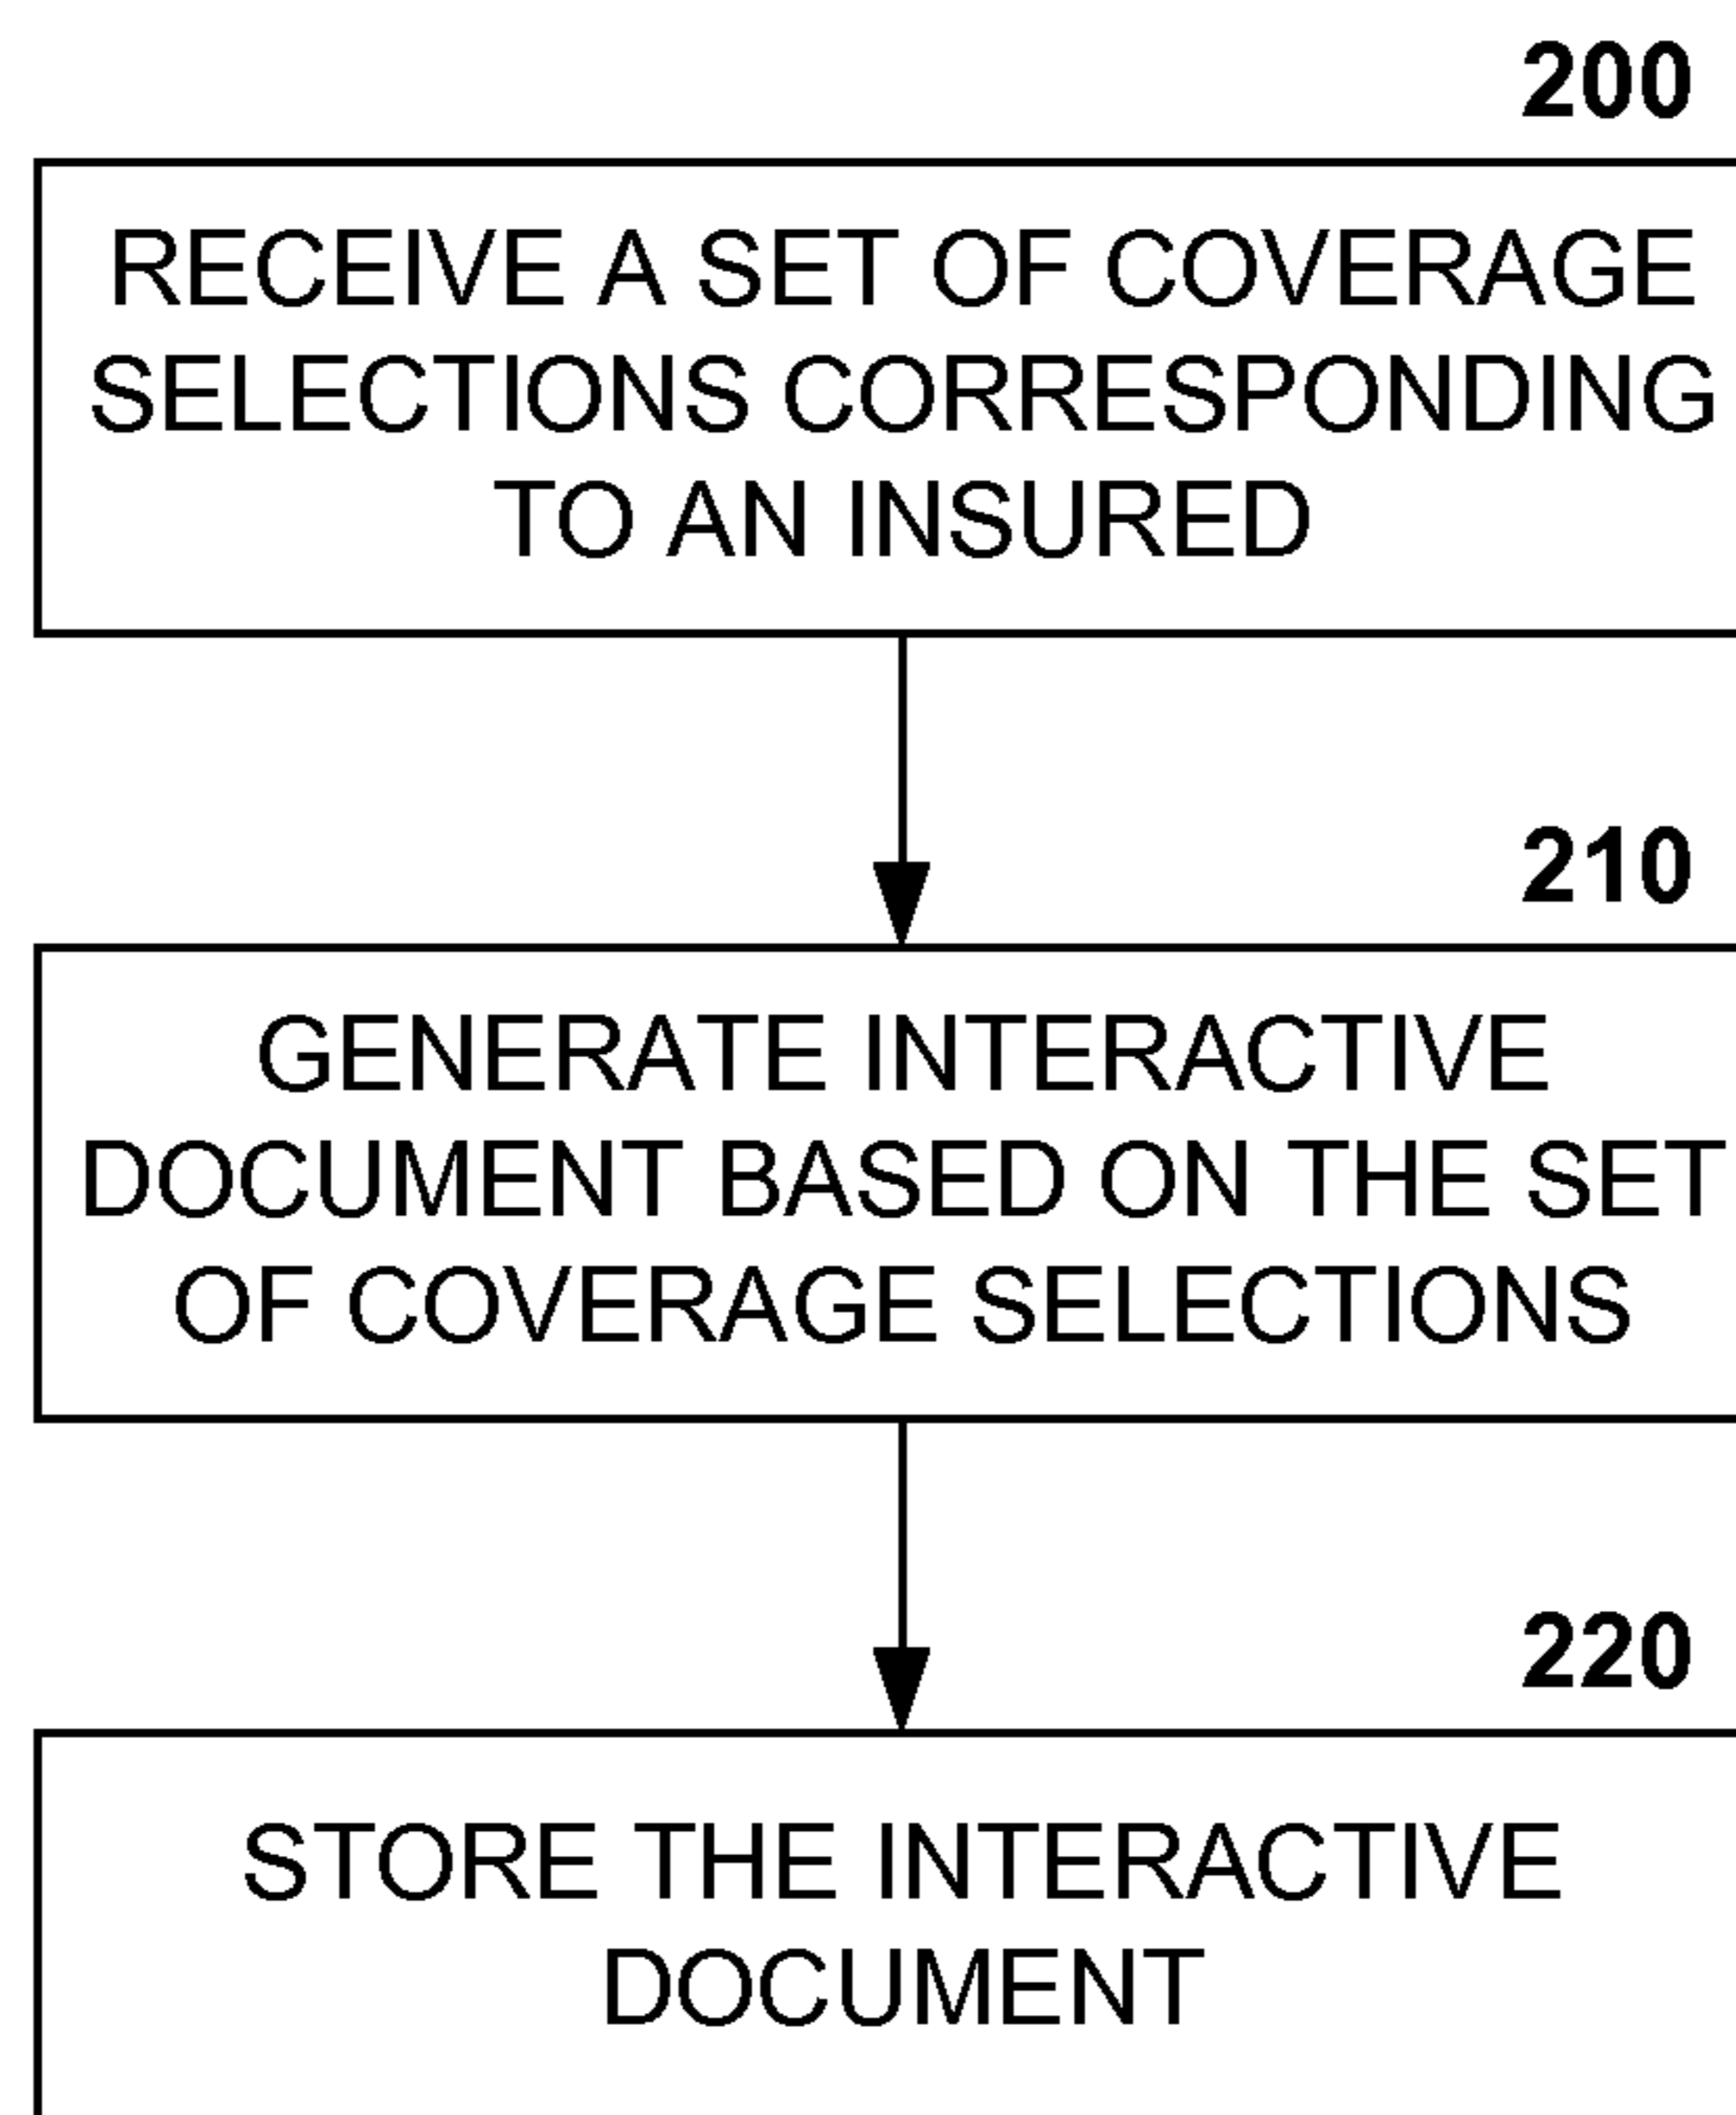 200
RECEIVE A SET OF COVERAGE
SELECTIONS CORRESPONDING
TO AN INSURED
210
GENERATE INTERACTIVE
DOCUMENT BASED ON THE SET
OF COVERAGE SELECTIONS
220
STORE THE INTERACTIVE
DOCUMENT